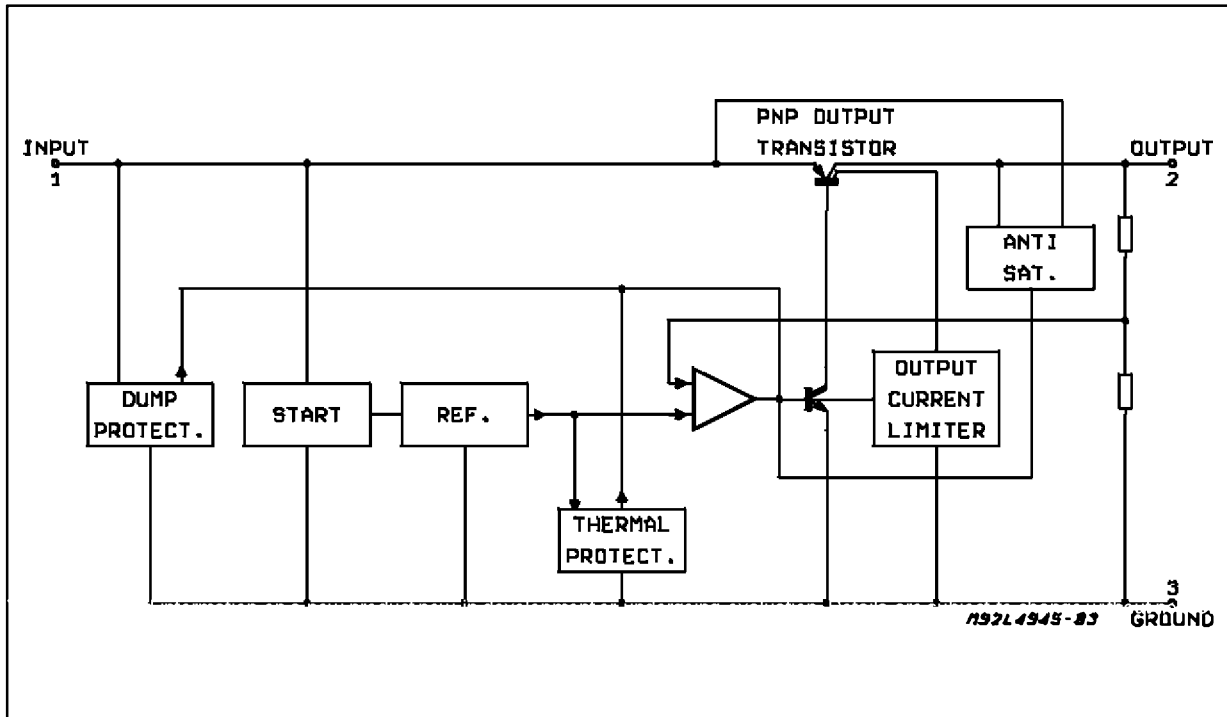 PNP OUTPUT
TRANSISTOR
INPUT
1
OUTPUT
2
ANTI
SAT.
DUMP
PROTECT.
START
REF.
OUTPUT
CURRENT
LIMITER
THERMAL
PROTECT.
3
GROUND
M92L4945-03